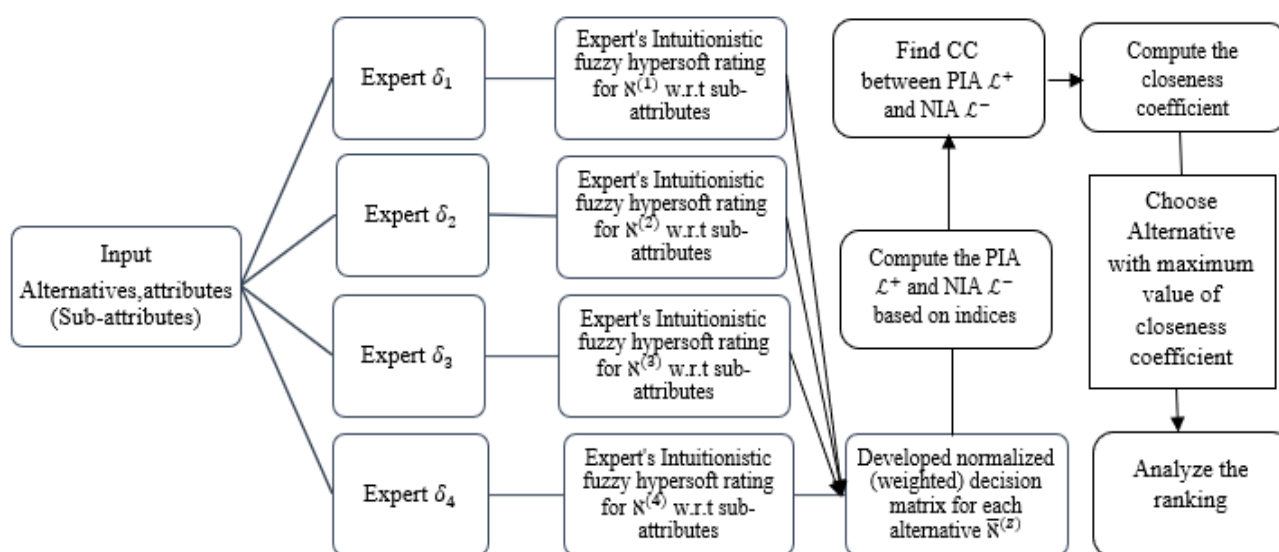 Input
Alternatives,attributes
(Sub-attributes)
Expert δ₁
Expert δ₂
Expert δ₃
Expert δ₄
Expert's Intuitionistic
fuzzy hypersoft rating
for ℵ⁽¹⁾ w.r.t sub-
attributes
Expert's Intuitionistic
fuzzy hypersoft rating
for ℵ⁽²⁾ w.r.t sub-
attributes
Expert's Intuitionistic
fuzzy hypersoft rating
for ℵ⁽³⁾ w.r.t sub-
attributes
Expert's Intuitionistic
fuzzy hypersoft rating
for ℵ⁽⁴⁾ w.r.t sub-
attributes
Developed normalized
(weighted) decision
matrix for each
alternative ℵ̅⁽ᶻ⁾
Compute the PIA
ℒ⁺ and NIA ℒ⁻
based on indices
Find CC
between PIA ℒ⁺
and NIA ℒ⁻
Compute the
closeness
coefficient
Choose
Alternative
with maximum
value of
closeness
coefficient
Analyze the
ranking